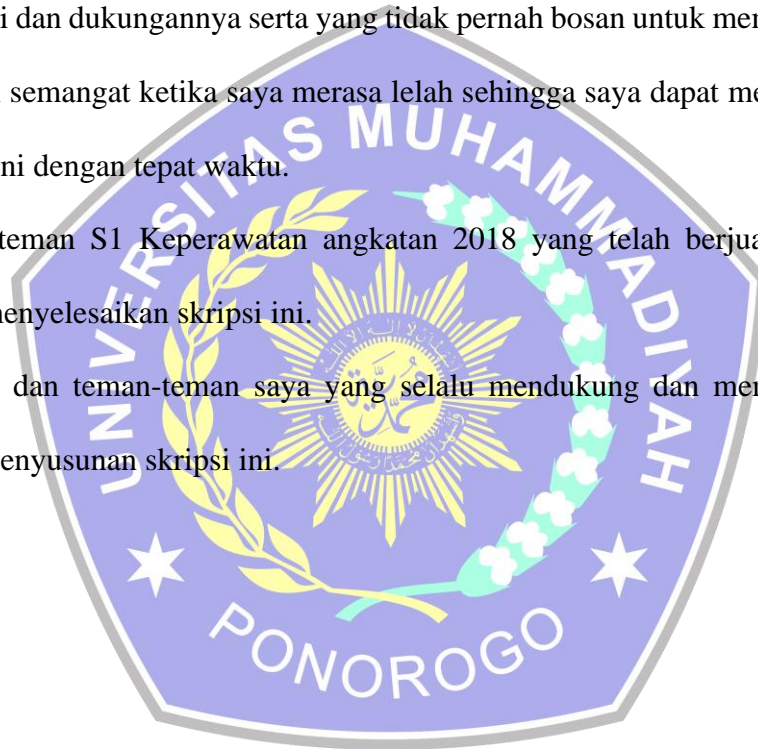 i dan dukungannya serta yang tidak pernah bosan untuk mer
semangat ketika saya merasa lelah sehingga saya dapat me
ni dengan tepat waktu.
teman S1 Keperawatan angkatan 2018 yang telah berjua
nenyelesaikan skripsi ini.
dan teman-teman saya yang selalu mendukung dan mer
enyusunan skripsi ini.
UNIVERSITAS MUHAMMADIYAH
PONOROGO